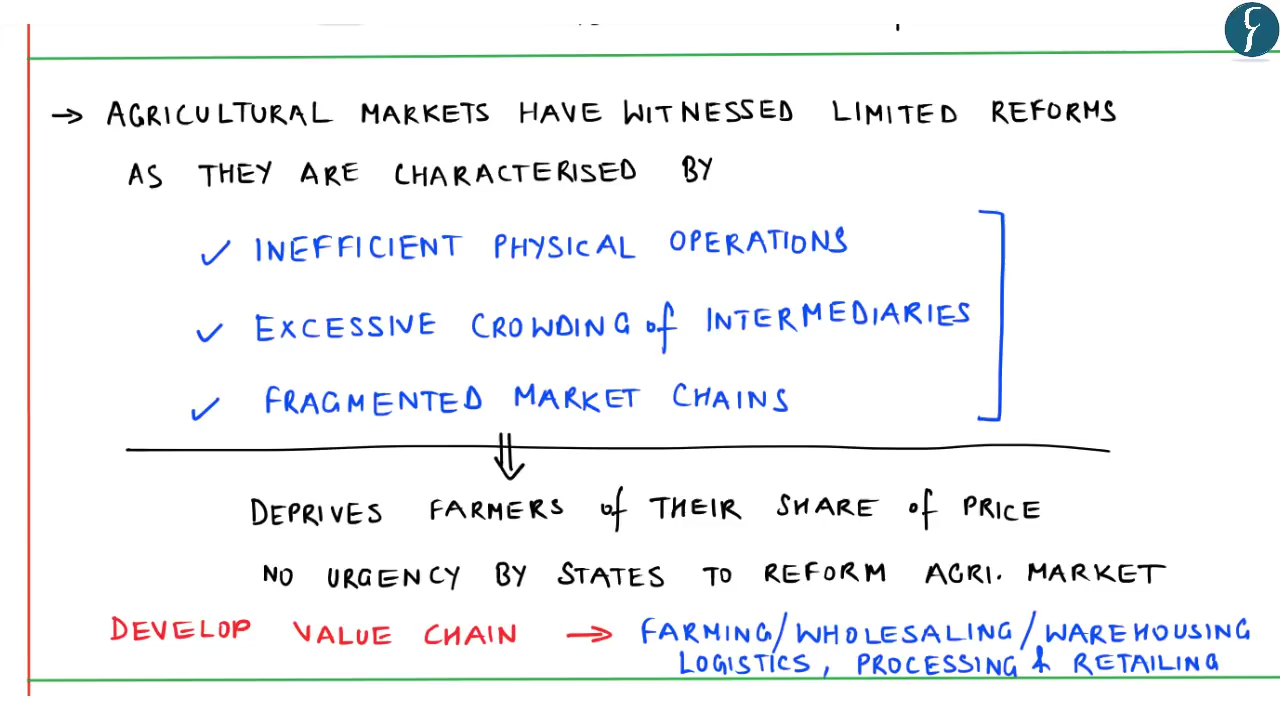 → AGRICULTURAL MARKETS HAVE WITNESSED LIMITED REFORMS
AS THEY ARE CHARACTERISED BY
✓ INEFFICIENT PHYSICAL OPERATIONS
✓ EXCESSIVE CROWDING of INTERMEDIARIES
✓ FRAGMENTED MARKET CHAINS
DEPRIVES FARMERS of THEIR SHARE of PRICE
NO URGENCY BY STATES TO REFORM AGRI. MARKET
DEVELOP VALUE CHAIN → FARMING/WHOLESALING/WAREHOUSING
LOGISTICS, PROCESSING & RETAILING